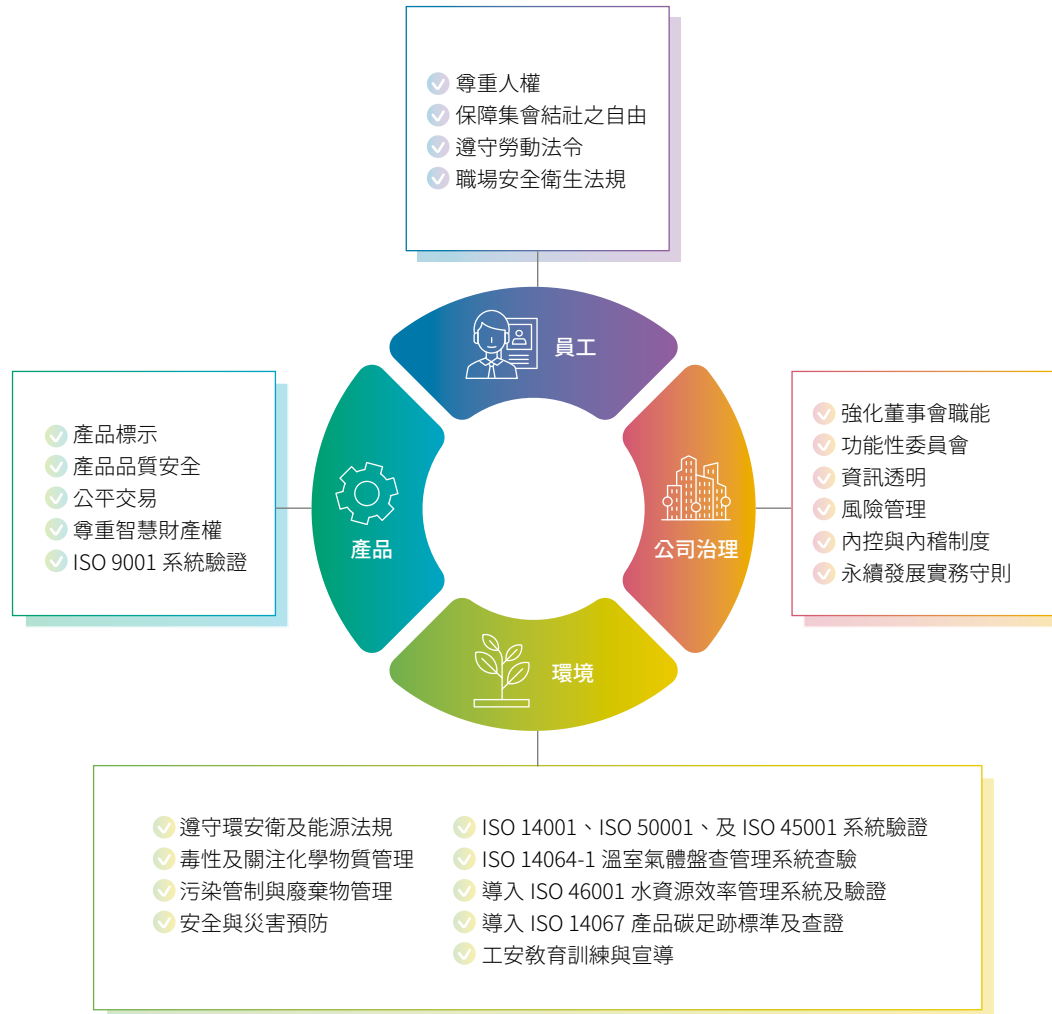 尊重人權
保障集會結社之自由
遵守勞動法令
職場安全衛生法規
員工
產品標示
產品品質安全
公平交易
尊重智慧財產權
ISO 9001 系統驗證
產品
公司治理
強化董事會職能
功能性委員會
資訊透明
風險管理
內控與內稽制度
永續發展實務守則
環境
遵守環安衛及能源法規
毒性及關注化學物質管理
污染管制與廢棄物管理
安全與災害預防
ISO 14001、ISO 50001、及 ISO 45001 系統驗證
ISO 14064-1 溫室氣體盤查管理系統查驗
導入 ISO 46001 水資源效率管理系統及驗證
導入 ISO 14067 產品碳足跡標準及查證
工安教育訓練與宣導